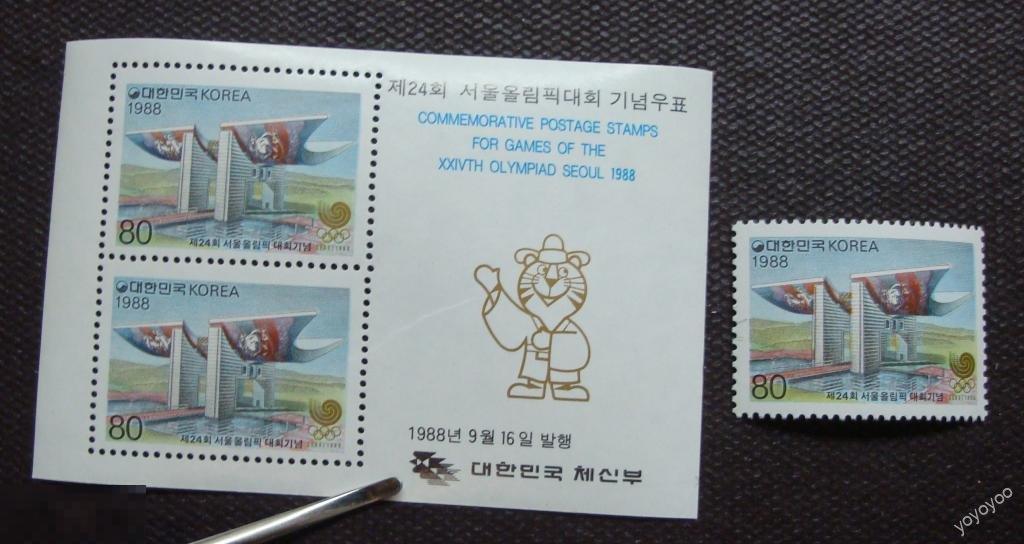 대한민국 KOREA
1988
80
제24회 서울올림픽 대회기념
대한민국 KOREA
1988
80
제24회 서울올림픽 대회기념
제24회 서울올림픽대회 기념우표
COMMEMORATIVE POSTAGE STAMPS
FOR GAMES OF THE
XXIVTH OLYMPIAD SEOUL 1988
1988년 9월 16일 발행
대한민국 체신부
대한민국 KOREA
1988
80
제24회 서울올림픽 대회기념
yoyoyoo